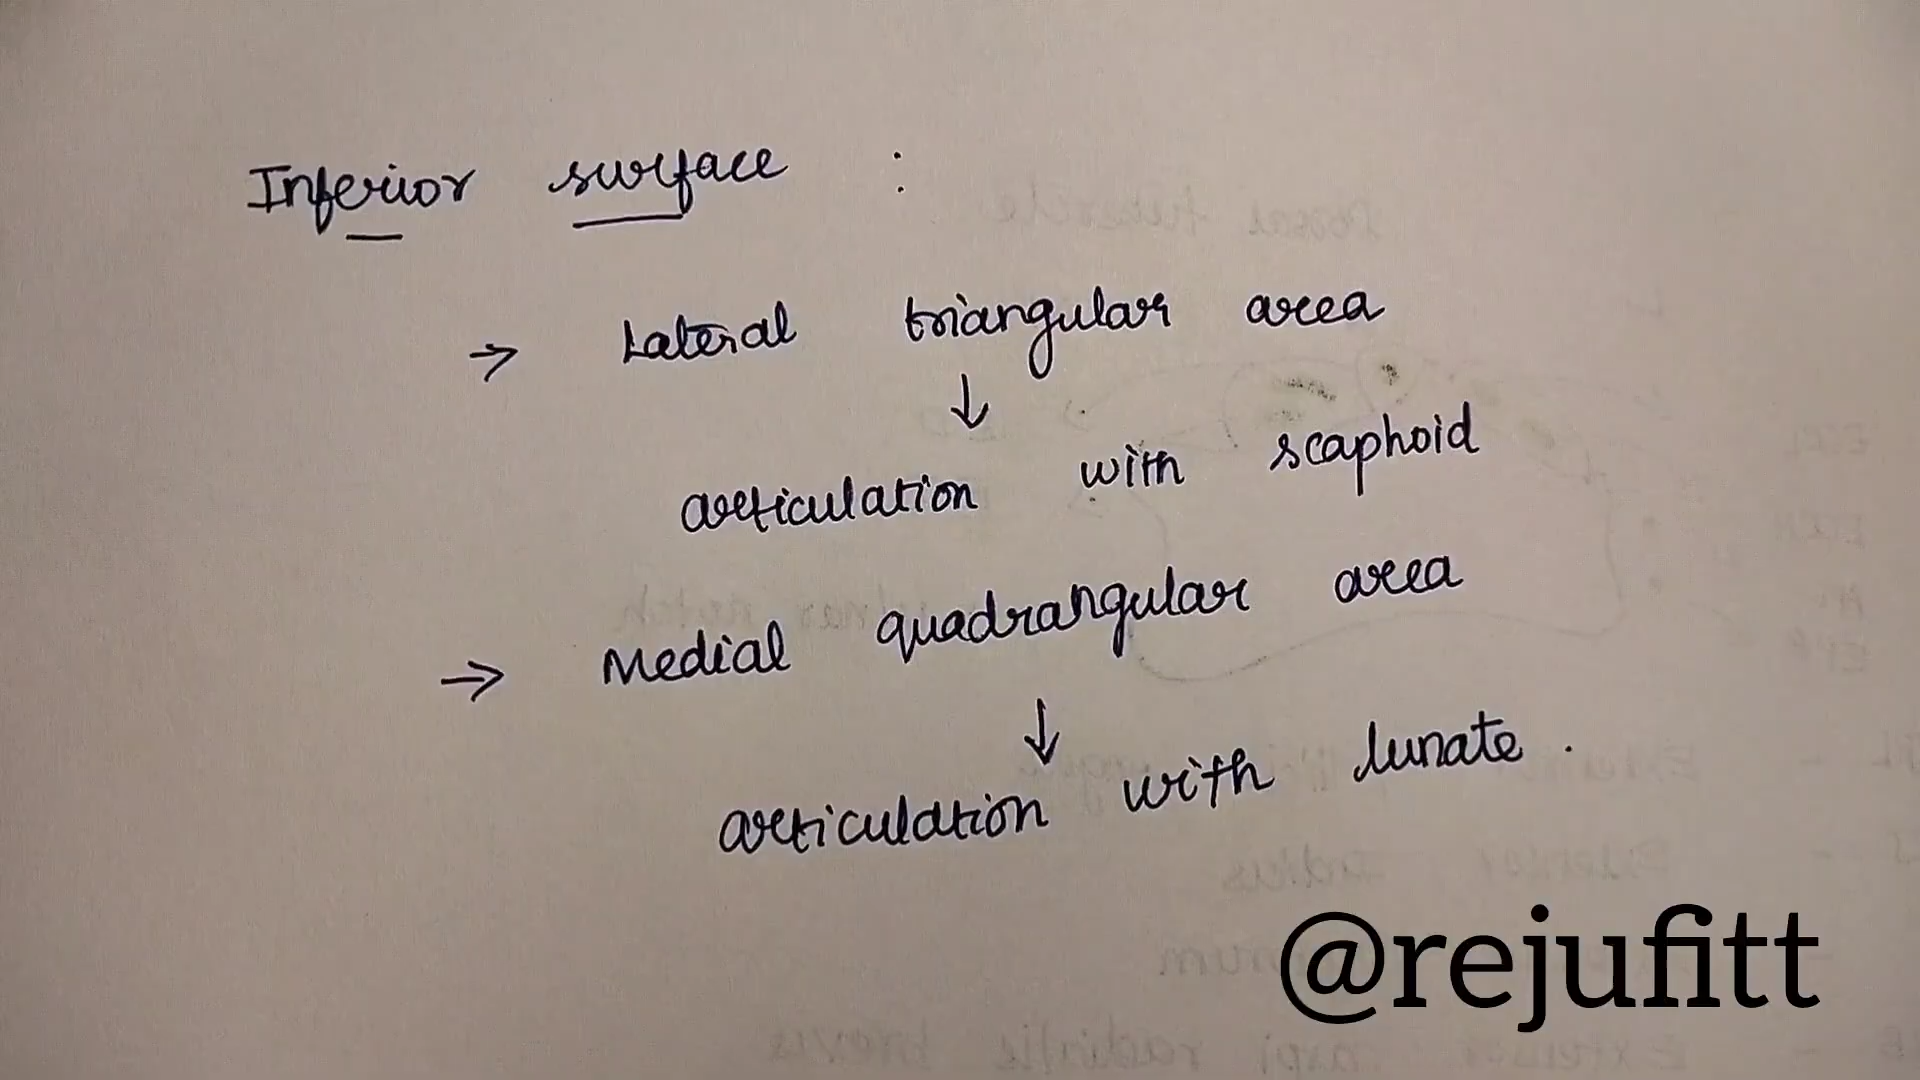 Inferior surface :
→ Lateral triangular area
↓
articulation with scaphoid
→ Medial quadrangular area
↓
articulation with lunate .
@rejufitt